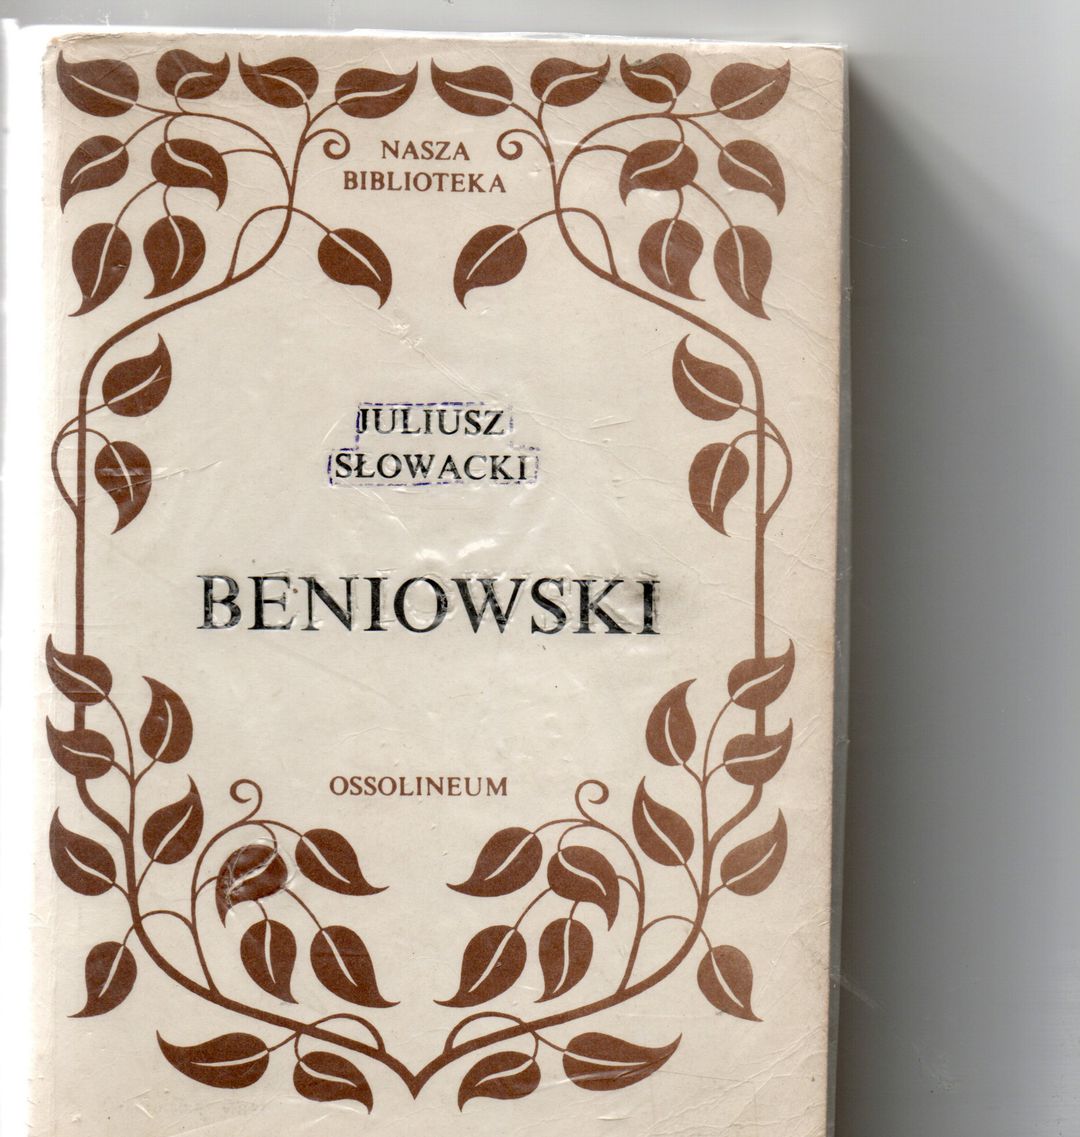 NASZA
BIBLIOTEKA
JULIUSZ
SŁOWACKI
BENIOWSKI
OSSOLINEUM